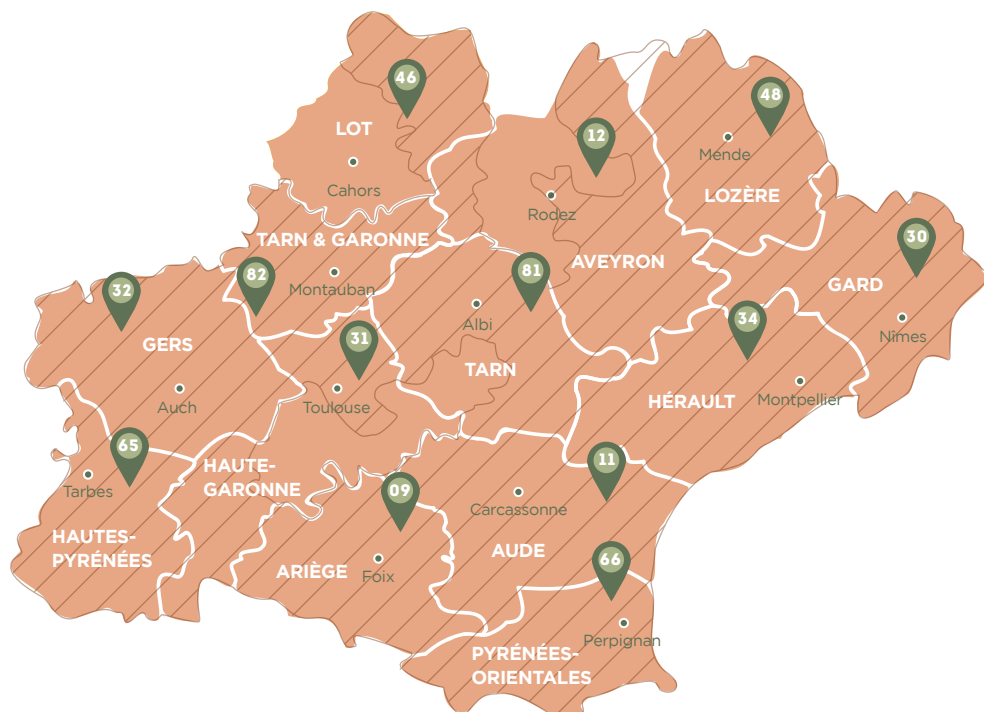 46
LOT
Cahors
12
Rodez
AVEYRON
48
Mende
LOZÈRE
30
GARD
Nîmes
TARN & GARONNE
82
Montauban
81
Albi
TARN
34
HÉRAULT
Montpellier
32
GERS
Auch
31
Toulouse
HAUTE-
GARONNE
65
Tarbes
HAUTES-
PYRÉNÉES
09
ARIÈGE
Foix
11
Carcassonne
AUDE
66
Perpignan
PYRÉNÉES-
ORIENTALES